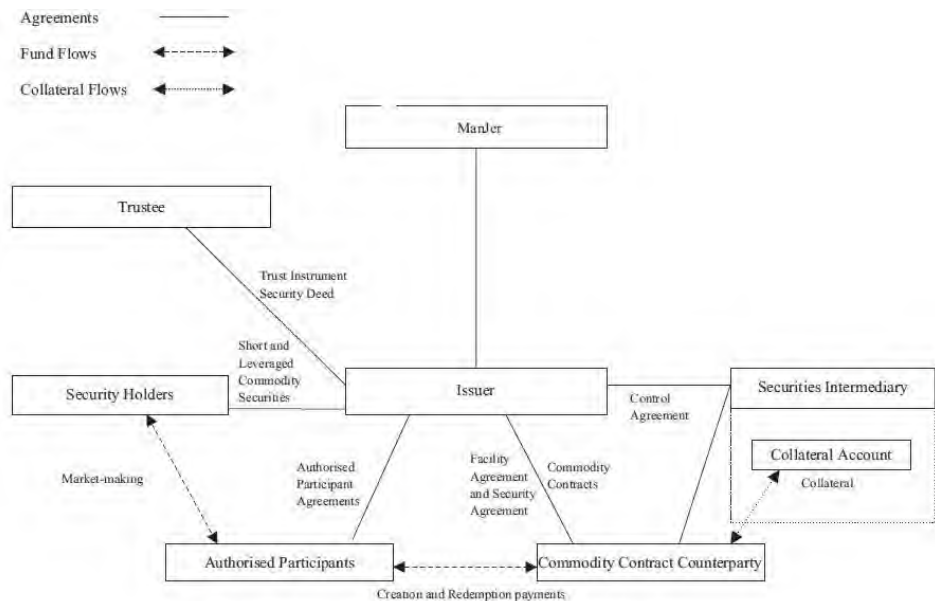 Agreements
Fund Flows
Collateral Flows
ManJer
Trustee
Trust Instrument
Security Deed
Short and
Leveraged
Commodity
Securities
Security Holders
Issuer
Securities Intermediary
Control
Agreement
Collateral Account
Collateral
Market-making
Authorised
Participant
Agreements
Facility
Agreement
and Security
Agreement
Commodity
Contracts
Authorised Participants
Commodity Contract Counterparty
Creation and Redemption payments